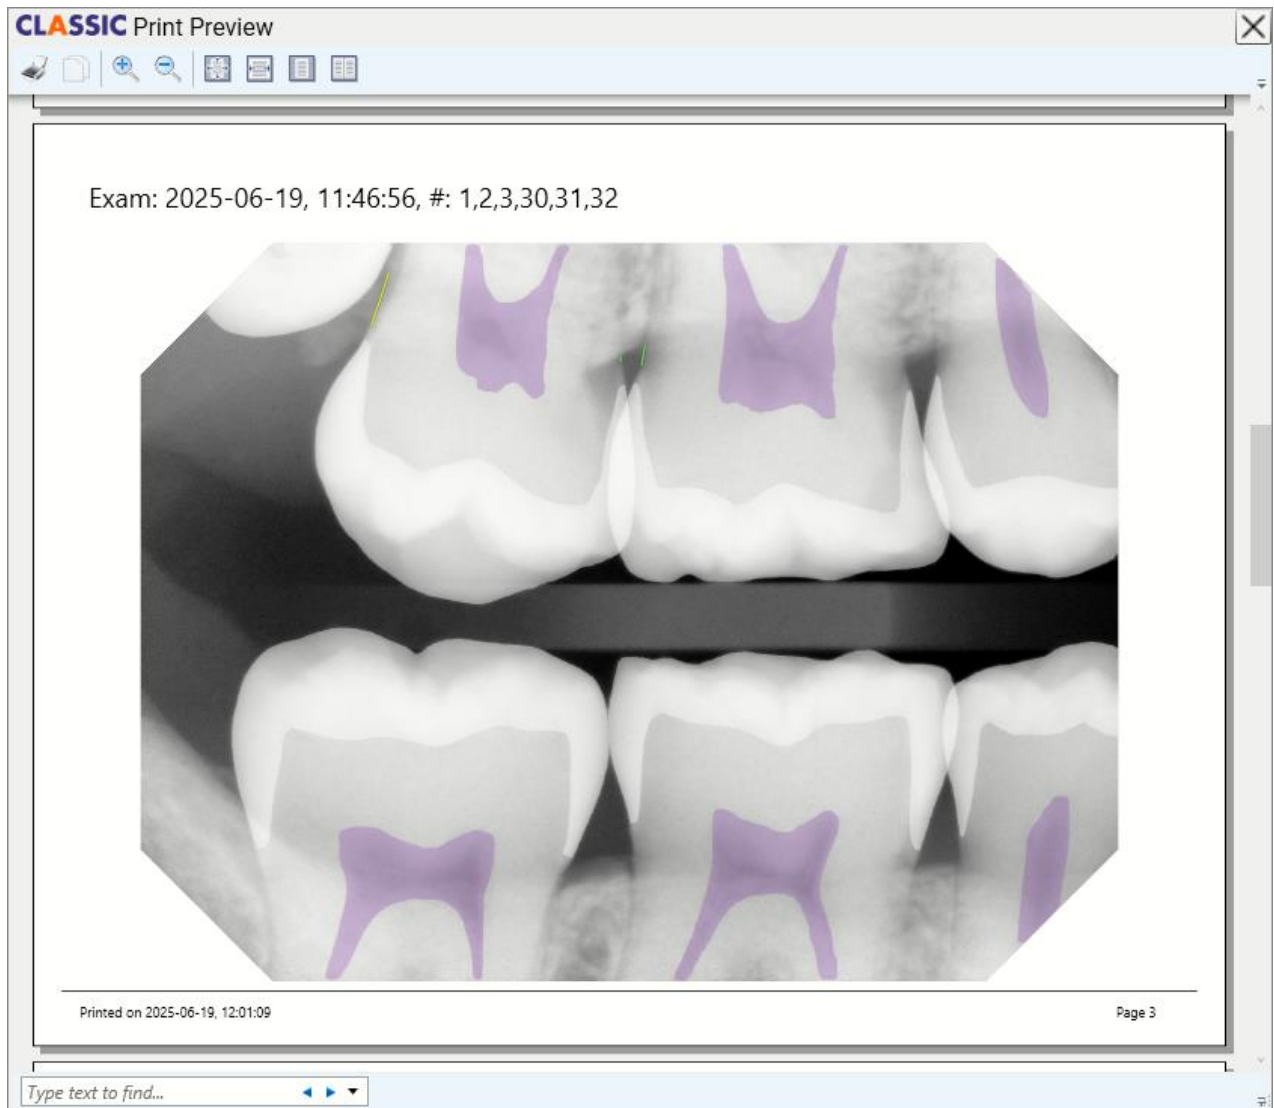 CLASSIC Print Preview
Exam: 2025-06-19, 11:46:56, #: 1,2,3,30,31,32
Printed on 2025-06-19, 12:01:09
Page 3
Type text to find...